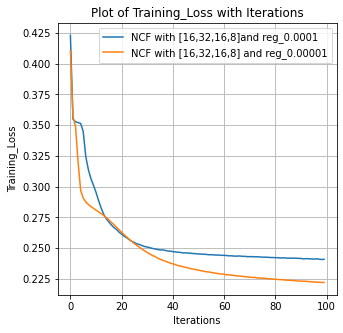 Plot of Training_Loss with Iterations
NCF with [16,32,16,8]and reg_0.0001
NCF with [16,32,16,8] and reg_0.00001
Training_Loss
0.425
0.400
0.375
0.350
0.325
0.300
0.275
0.250
0.225
0 20 40 60 80 100
Iterations